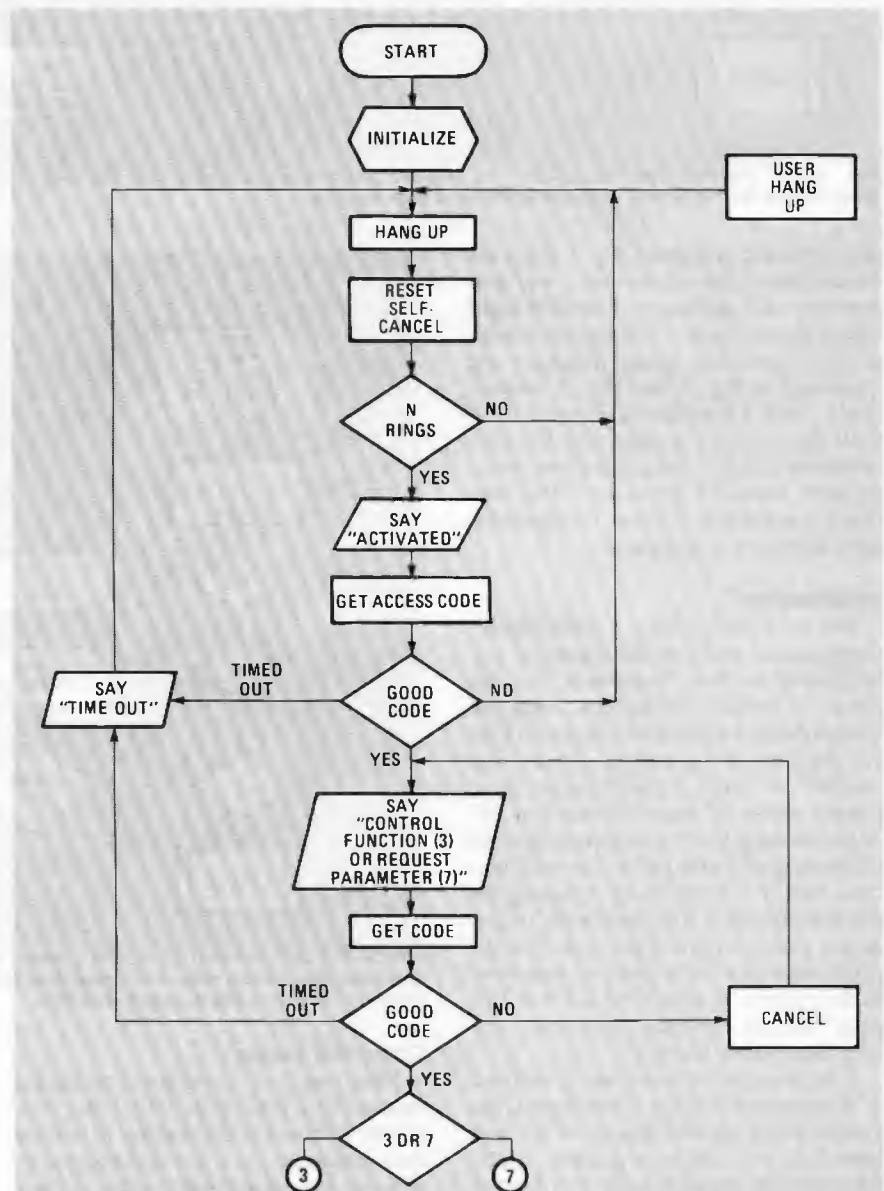 START
INITIALIZE
USER
HANG
UP
HANG UP
RESET
SELF-
CANCEL
N
RINGS
NO
YES
SAY
"ACTIVATED"
GET ACCESS CODE
TIMED
OUT
SAY
"TIME OUT"
GOOD
CODE
NO
YES
SAY
"CONTROL
FUNCTION (3)
OR REQUEST
PARAMETER (7)"
GET CODE
TIMED
OUT
GOOD
CODE
NO
CANCEL
YES
3 OR 7
3
7